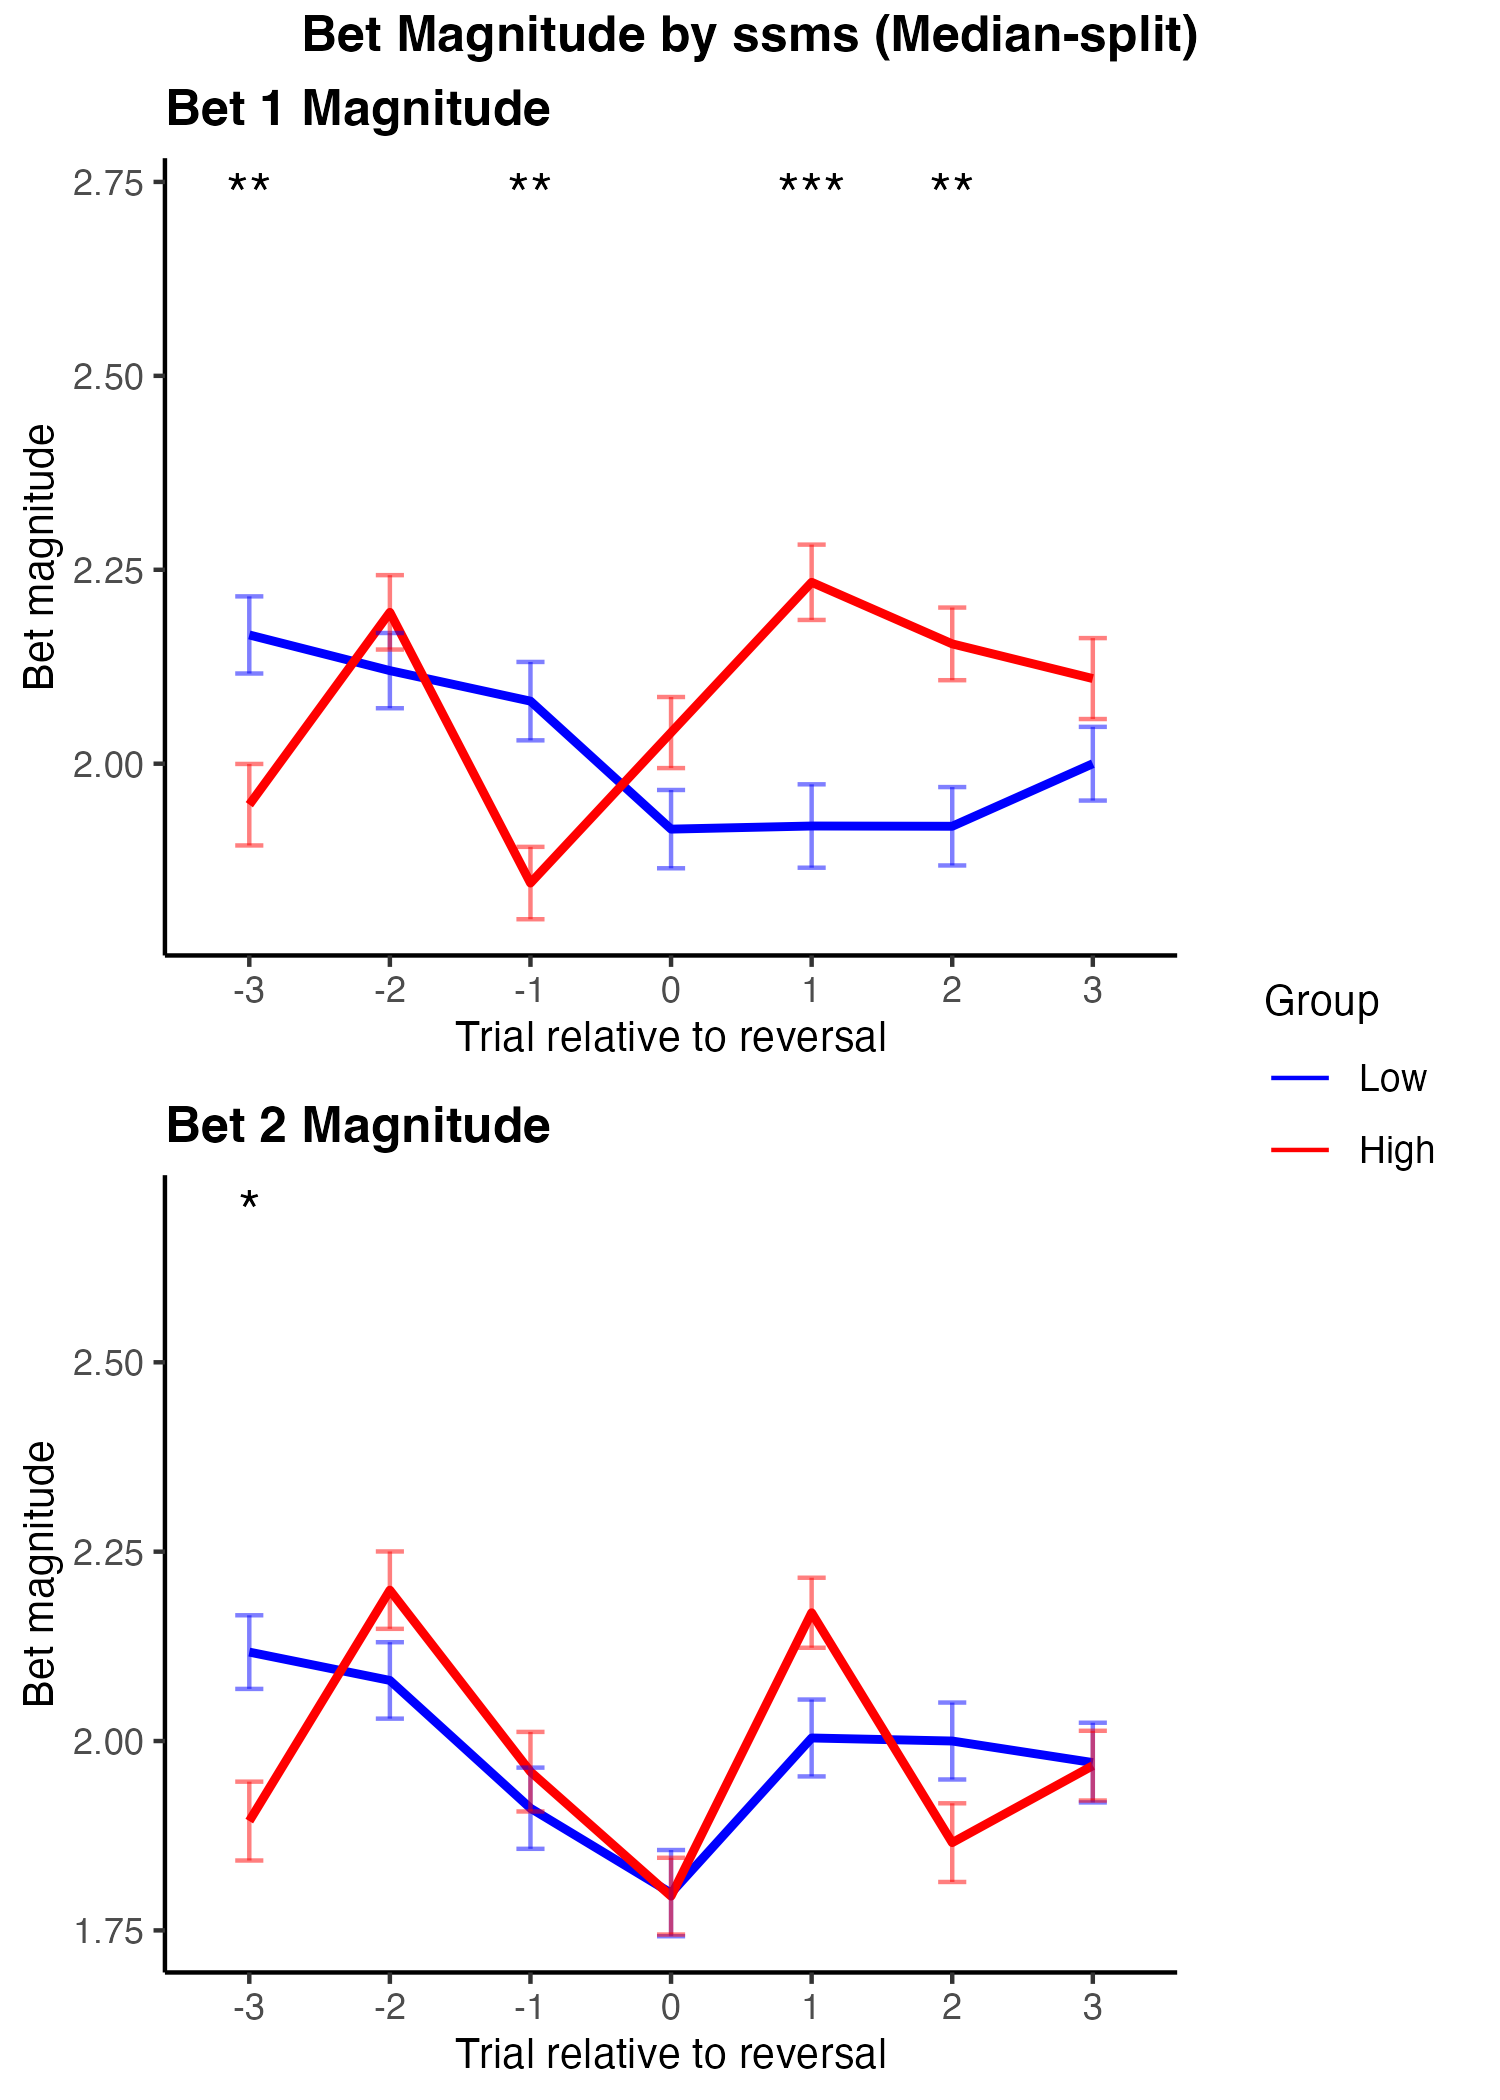 Bet Magnitude by ssms (Median-split)
Bet 1 Magnitude
** ** *** **
2.75
2.50
2.25
2.00
Bet magnitude
-3 -2 -1 0 1 2 3
Trial relative to reversal
Group
Low
High
Bet 2 Magnitude
*
2.50
2.25
2.00
1.75
Bet magnitude
-3 -2 -1 0 1 2 3
Trial relative to reversal